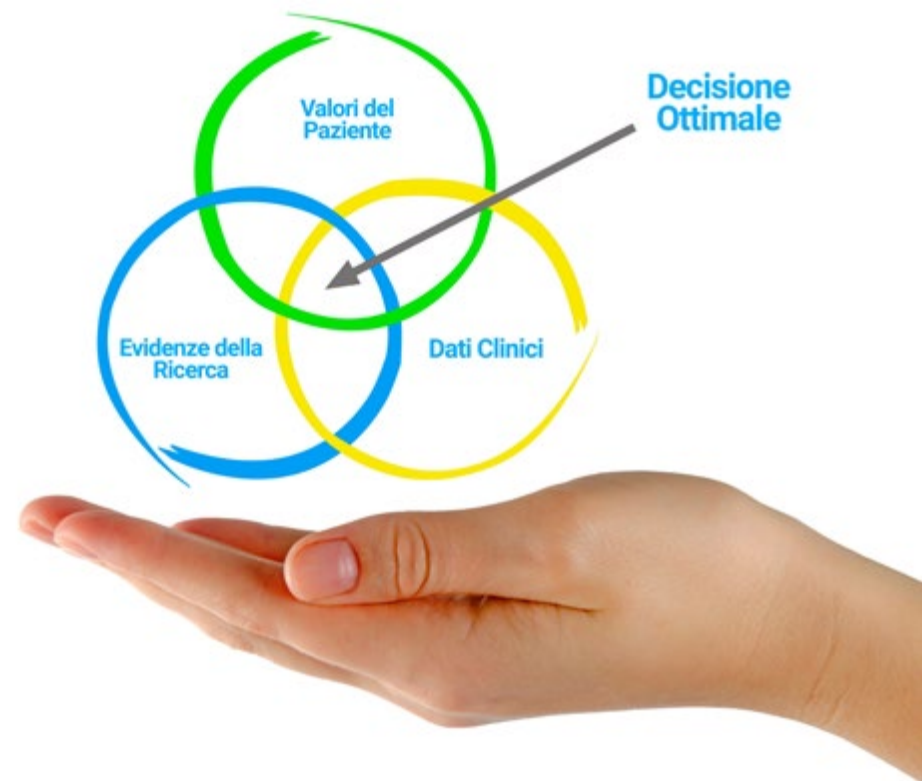 Valori del
Paziente
Decisione
Ottimale
Evidenze della
Ricerca
Dati Clinici